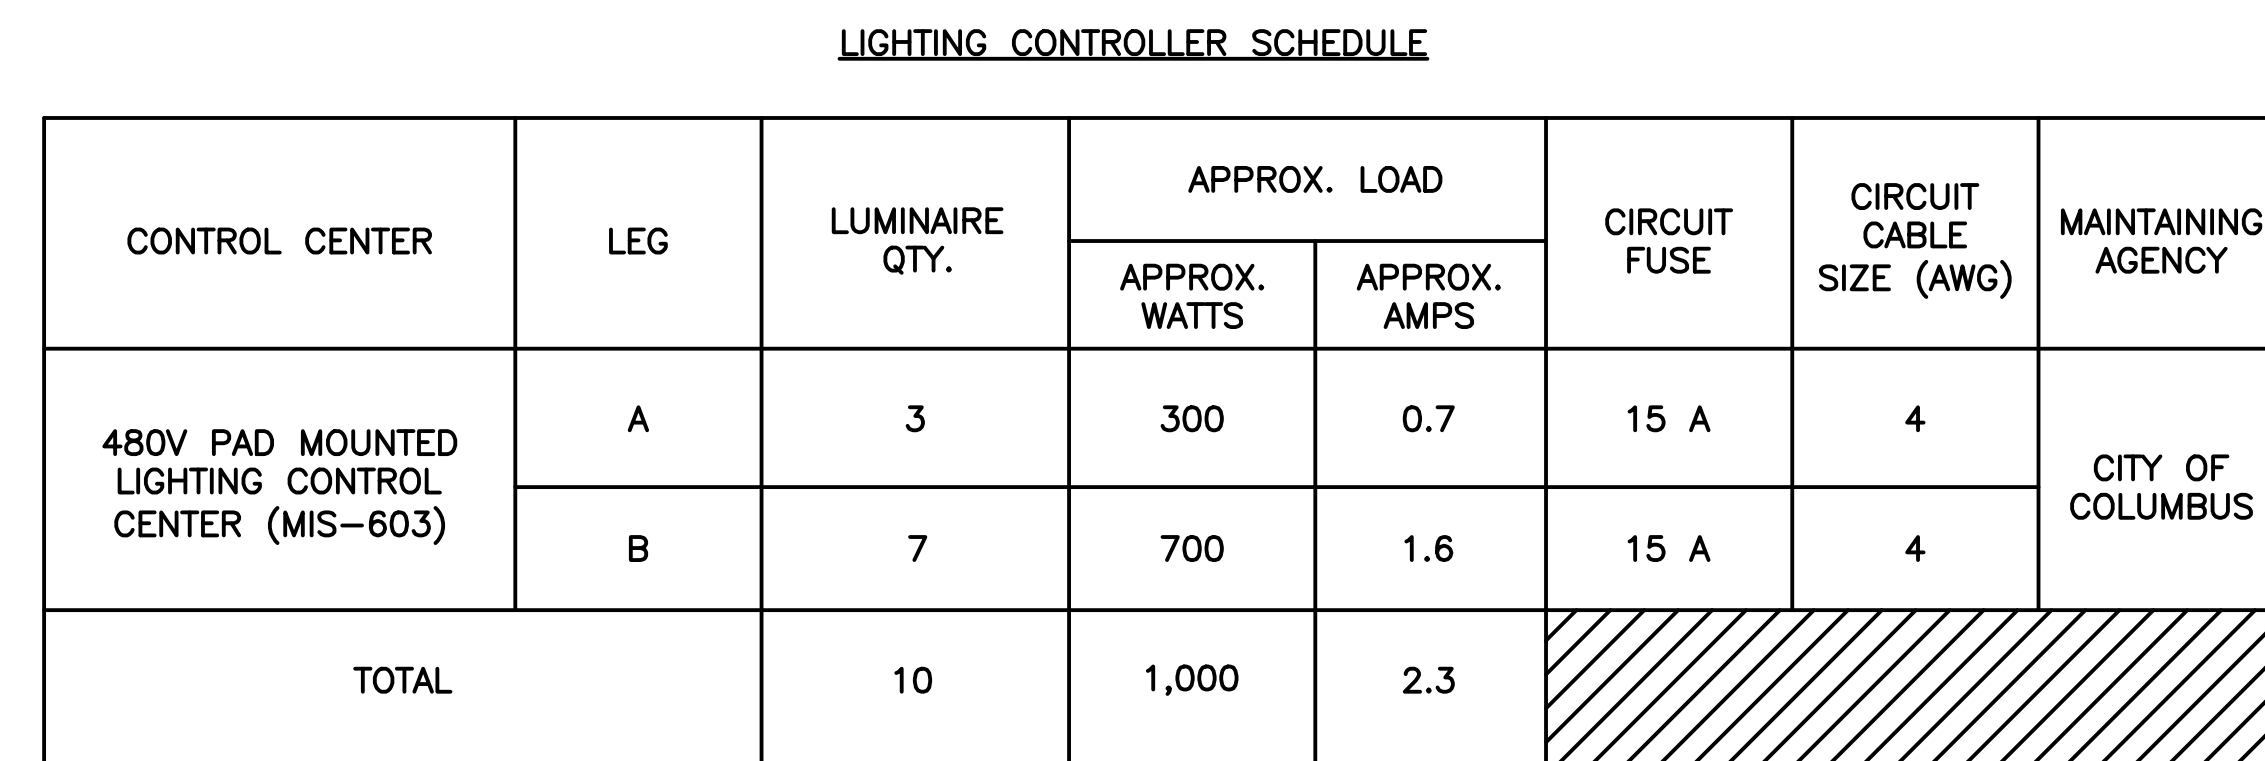 LIGHTING CONTROLLER SCHEDULE
CONTROL CENTER
LEG
LUMINAIRE
QTY.
APPROX. LOAD
APPROX.
WATTS
APPROX.
AMPS
CIRCUIT
FUSE
CIRCUIT
CABLE
SIZE (AWG)
MAINTAINING
AGENCY
480V PAD MOUNTED
LIGHTING CONTROL
CENTER (MIS-603)
A
3
300
0.7
15 A
4
CITY OF
COLUMBUS
B
7
700
1.6
15 A
4
TOTAL
10
1,000
2.3